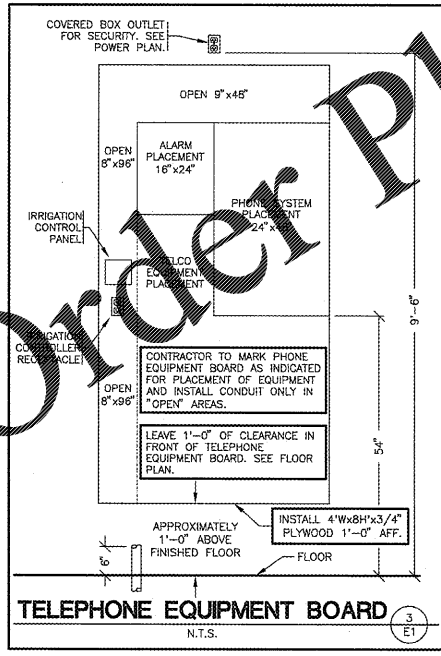 COVERED BOX OUTLET
FOR SECURITY. SEE
POWER PLAN.
OPEN 9"x48"
OPEN
8"x96"
ALARM
PLACEMENT
16"x24"
PHONE SYSTEM
PLACEMENT
24"x48"
IRRIGATION
CONTROL
PANEL
TELCO
EQUIPMENT
PLACEMENT
IRRIGATION
CONTROLLER
RECEPTACLE
9'-6"
CONTRACTOR TO MARK PHONE
EQUIPMENT BOARD AS INDICATED
FOR PLACEMENT OF EQUIPMENT
AND INSTALL CONDUIT ONLY IN
"OPEN" AREAS.
OPEN
8"x96"
54"
LEAVE 1'-0" OF CLEARANCE IN
FRONT OF TELEPHONE
EQUIPMENT BOARD. SEE FLOOR
PLAN.
INSTALL 4'Wx8H'x3/4"
PLYWOOD 1'-0" AFF.
APPROXIMATELY
1'-0" ABOVE
FINISHED FLOOR
6"
FLOOR
TELEPHONE EQUIPMENT BOARD
3
E1
N.T.S.
Order Pl